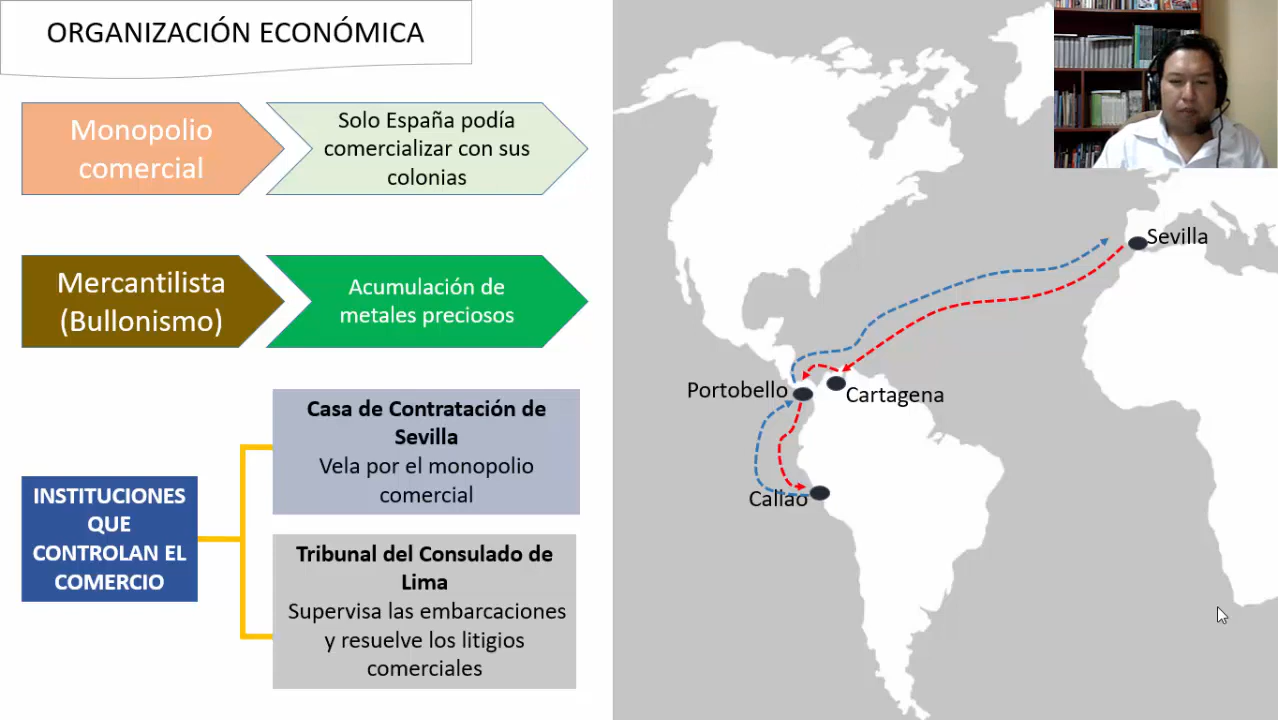 ORGANIZACIÓN ECONÓMICA
Monopolio
comercial
Solo España podía
comercializar con sus
colonias
Mercantilista
(Bullonismo)
Acumulación de
metales preciosos
INSTITUCIONES
QUE
CONTROLAN EL
COMERCIO
Casa de Contratación de
Sevilla
Vela por el monopolio
comercial
Tribunal del Consulado de
Lima
Supervisa las embarcaciones
y resuelve los litigios
comerciales
Sevilla
Portobello
Cartagena
Callao